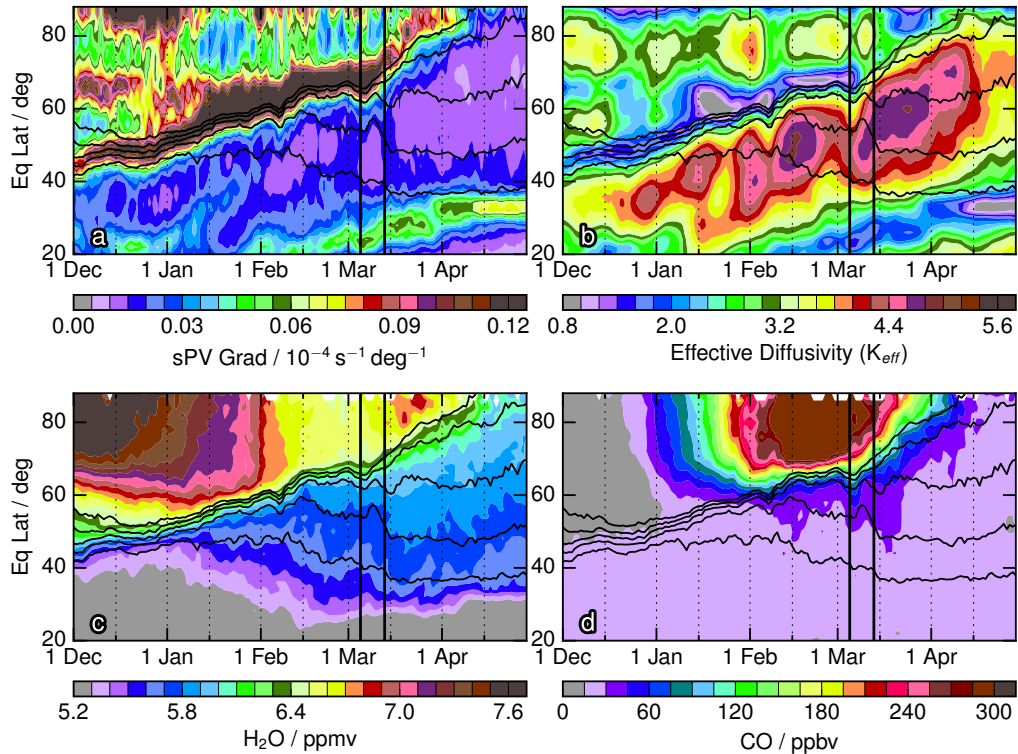 80
60
40
20
Eq Lat / deg
a
1 Dec 1 Jan 1 Feb 1 Mar 1 Apr
0.00 0.03 0.06 0.09 0.12
sPV Grad / 10⁻⁴ s⁻¹ deg⁻¹
80
60
40
20
b
1 Dec 1 Jan 1 Feb 1 Mar 1 Apr
0.8 2.0 3.2 4.4 5.6
Effective Diffusivity (K_eff)
80
60
40
20
Eq Lat / deg
c
1 Dec 1 Jan 1 Feb 1 Mar 1 Apr
5.2 5.8 6.4 7.0 7.6
H₂O / ppmv
80
60
40
20
d
1 Dec 1 Jan 1 Feb 1 Mar 1 Apr
0 60 120 180 240 300
CO / ppbv